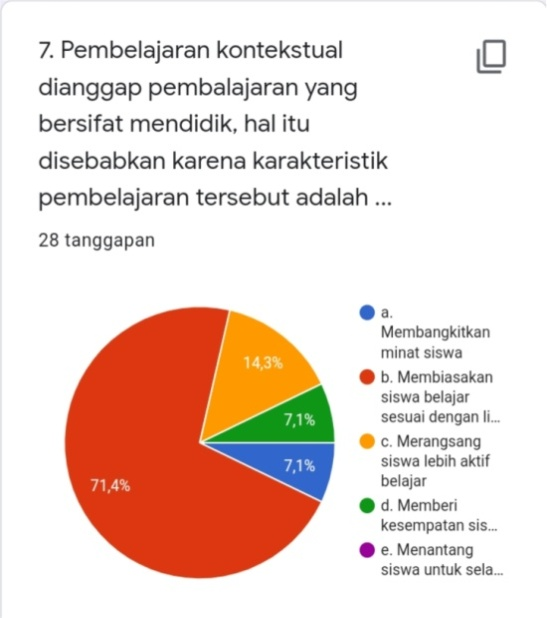 7. Pembelajaran kontekstual
dianggap pembalajaran yang
bersifat mendidik, hal itu
disebabkan karena karakteristik
pembelajaran tersebut adalah ...
28 tanggapan
14,3%
7,1%
7,1%
71,4%
a.
Membangkitkan
minat siswa
b. Membiasakan
siswa belajar
sesuai dengan li...
c. Merangsang
siswa lebih aktif
belajar
d. Memberi
kesempatan sis...
e. Menantang
siswa untuk sela...